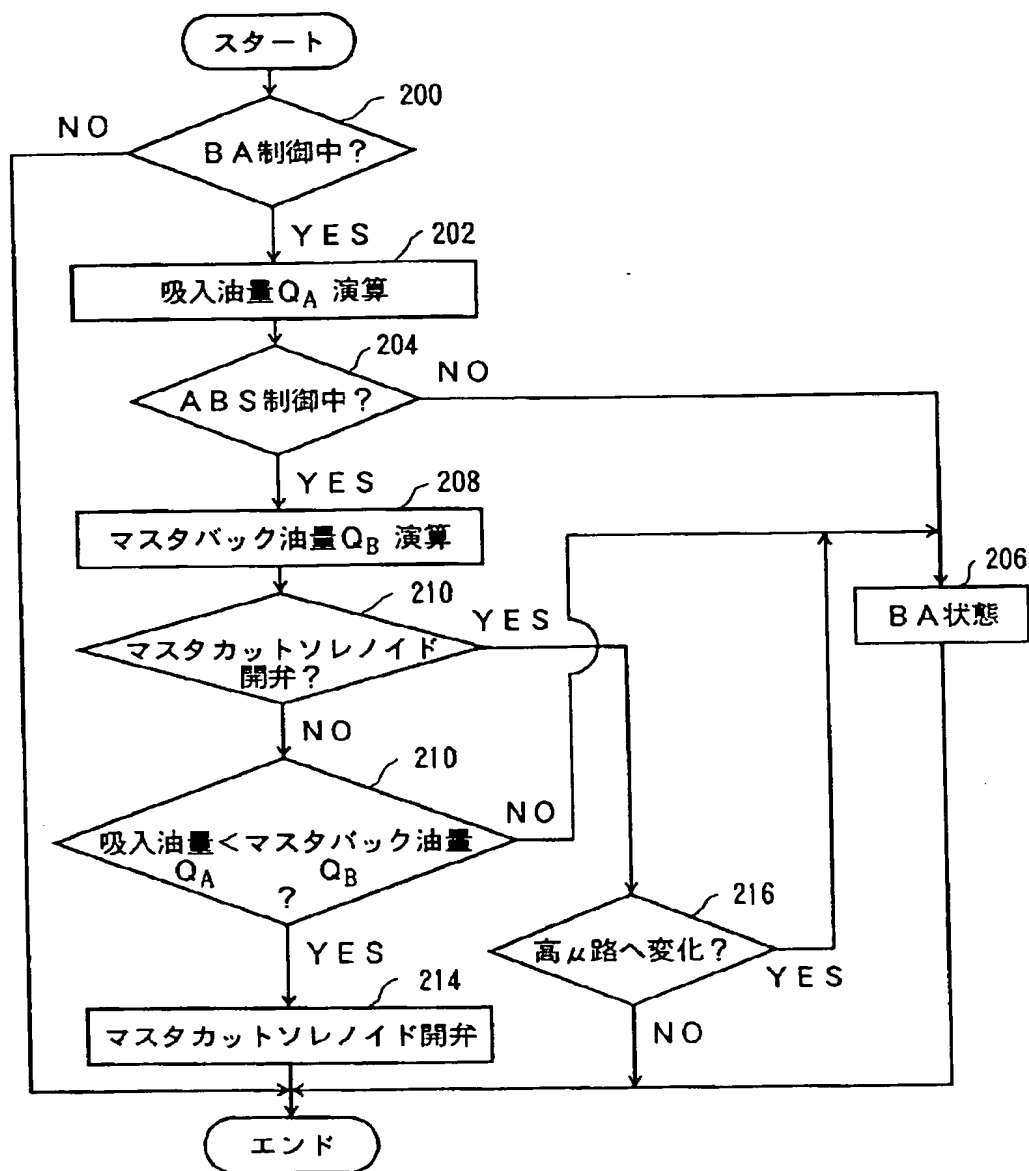 スタート
200
NO
BA制御中?
YES
202
吸入油量QA 演算
204
NO
ABS制御中?
YES
208
マスタバック油量QB 演算
206
210
YES
BA状態
マスタカットソレノイド
開弁?
NO
210
NO
吸入油量<マスタバック油量
QA QB
?
216
高μ路へ変化?
YES
YES
214
NO
マスタカットソレノイド開弁
エンド